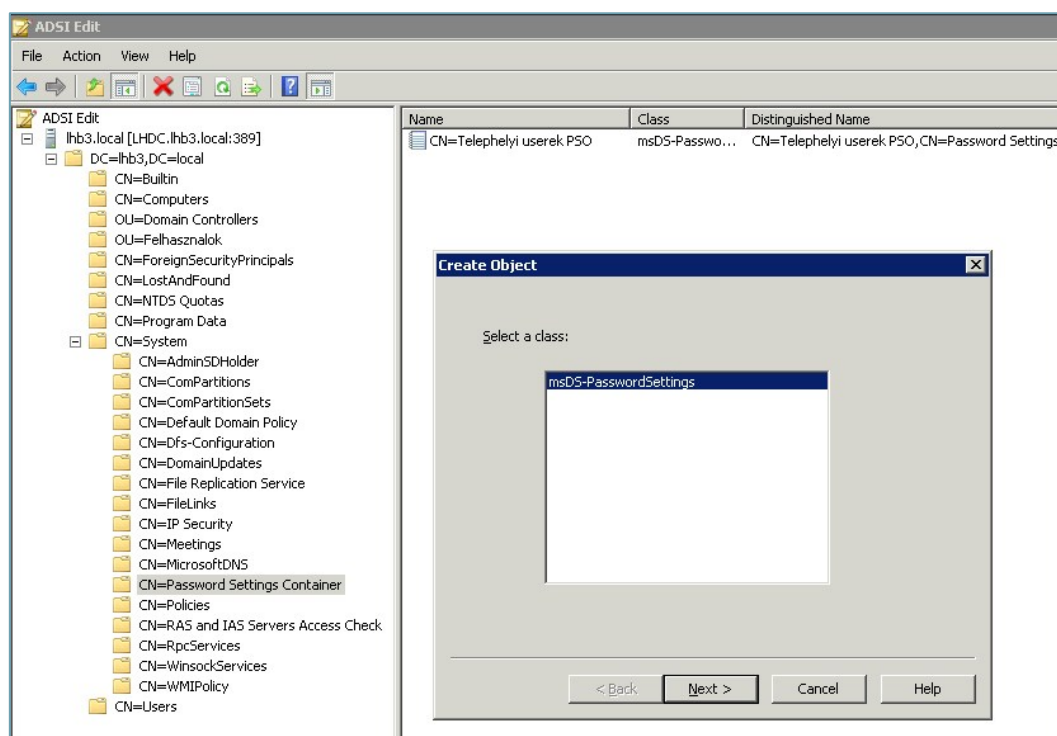 ADSI Edit
File Action View Help
ADSI Edit
lhb3.local [LHDC.lhb3.local:389]
DC=lhb3,DC=local
CN=Builtin
CN=Computers
OU=Domain Controllers
OU=Felhasznalok
CN=ForeignSecurityPrincipals
CN=LostAndFound
CN=NTDS Quotas
CN=Program Data
CN=System
CN=AdminSDHolder
CN=ComPartitions
CN=ComPartitionSets
CN=Default Domain Policy
CN=Dfs-Configuration
CN=DomainUpdates
CN=File Replication Service
CN=FileLinks
CN=IP Security
CN=Meetings
CN=MicrosoftDNS
CN=Password Settings Container
CN=Policies
CN=RAS and IAS Servers Access Check
CN=RpcServices
CN=WinsockServices
CN=WMIPolicy
CN=Users
Name Class Distinguished Name
CN=Telephelyi userek PSO msDS-Passwo... CN=Telephelyi userek PSO,CN=Password Settings
Create Object
Select a class:
msDS-PasswordSettings
< Back Next > Cancel Help